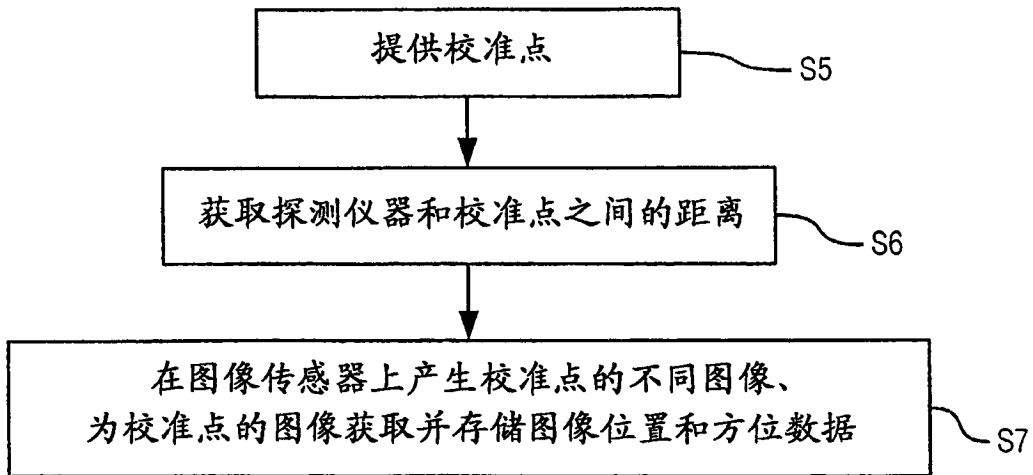 提供校准点
S5
获取探测仪器和校准点之间的距离
S6
在图像传感器上产生校准点的不同图像、
为校准点的图像获取并存储图像位置和方位数据
S7